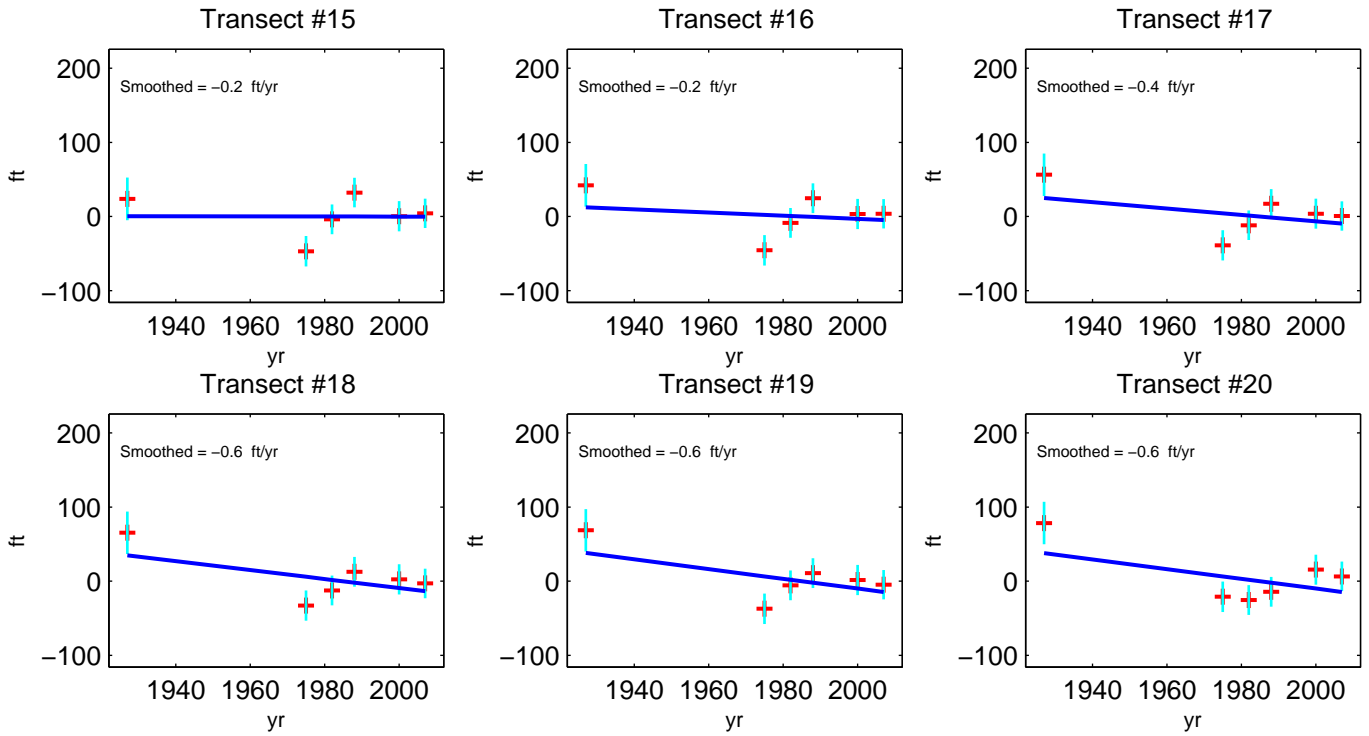 Transect #15
Smoothed = −0.2 ft/yr
200
100
0
−100
ft
1940 1960 1980 2000
yr
Transect #16
Smoothed = −0.2 ft/yr
200
100
0
−100
ft
1940 1960 1980 2000
yr
Transect #17
Smoothed = −0.4 ft/yr
200
100
0
−100
ft
1940 1960 1980 2000
yr
Transect #18
Smoothed = −0.6 ft/yr
200
100
0
−100
ft
1940 1960 1980 2000
yr
Transect #19
Smoothed = −0.6 ft/yr
200
100
0
−100
ft
1940 1960 1980 2000
yr
Transect #20
Smoothed = −0.6 ft/yr
200
100
0
−100
ft
1940 1960 1980 2000
yr